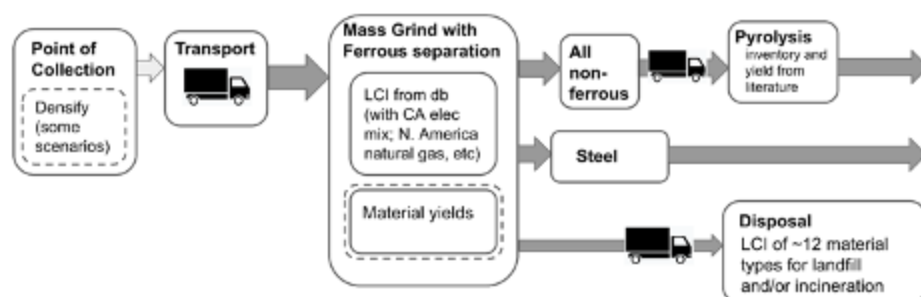 Point of
Collection
Densify
(some
scenarios)
Transport
Mass Grind with
Ferrous separation
LCI from db
(with CA elec
mix; N. America
natural gas, etc)
Material yields
All
non-
ferrous
Pyrolysis
inventory and
yield from
literature
Steel
Disposal
LCI of ~12 material
types for landfill
and/or incineration